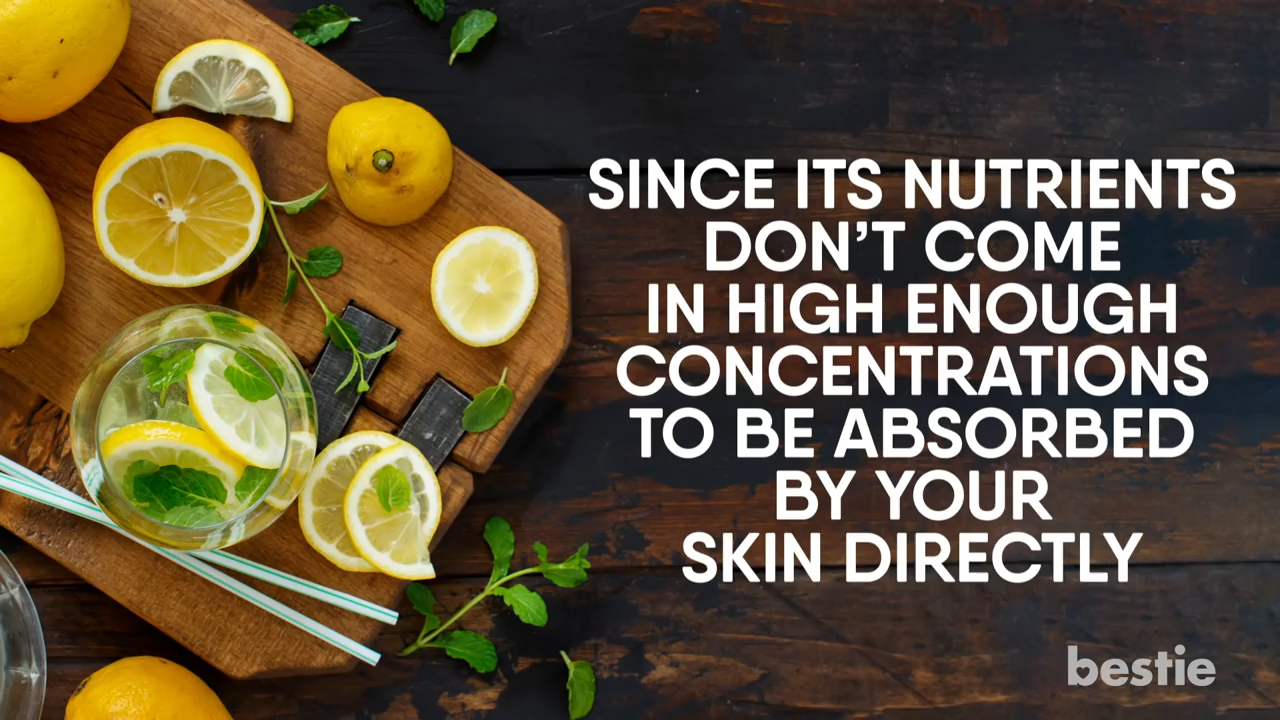 SINCE ITS NUTRIENTS
DON’T COME
IN HIGH ENOUGH
CONCENTRATIONS
TO BE ABSORBED
BY YOUR
SKIN DIRECTLY
bestie